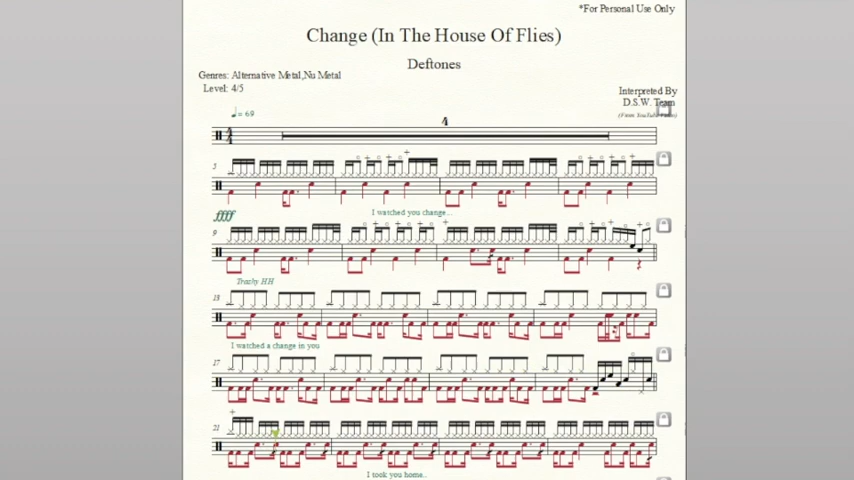 *For Personal Use Only
Change (In The House Of Flies)
Deftones
Genres: Alternative Metal,Nu Metal
Level: 4/5
Interpreted By
D.S.W. Team
= 69
4
5
I watched you change...
ffff
9
Trashy HH
13
I watched a change in you
17
21
I took you home..